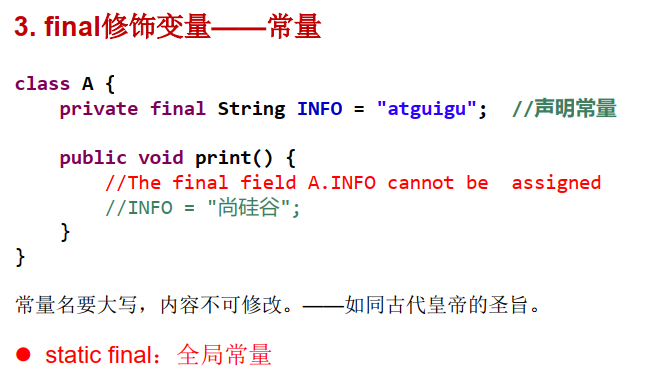 3. final修饰变量——常量
class A {
private final String INFO = "atguigu"; //声明常量
public void print() {
//The final field A.INFO cannot be  assigned
//INFO = "尚硅谷";
}
}
常量名要大写，内容不可修改。——如同古代皇帝的圣旨。
● static final：全局常量